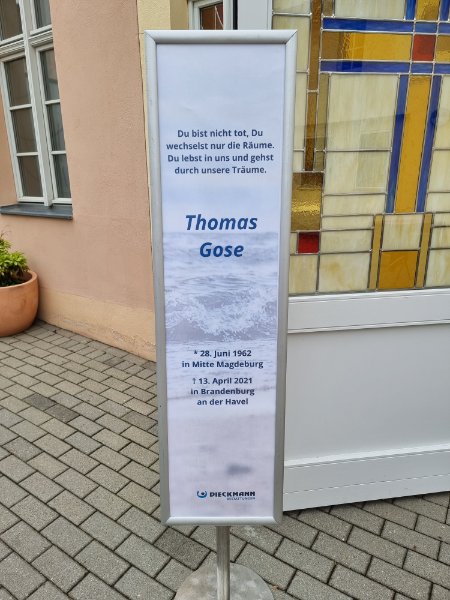 Du bist nicht tot, Du
wechselst nur die Räume.
Du lebst in uns und gehst
durch unsere Träume.
Thomas
Gose
* 28. Juni 1962
in Mitte Magdeburg
† 13. April 2021
in Brandenburg
an der Havel
DIECKMANN
BESTATTUNGEN